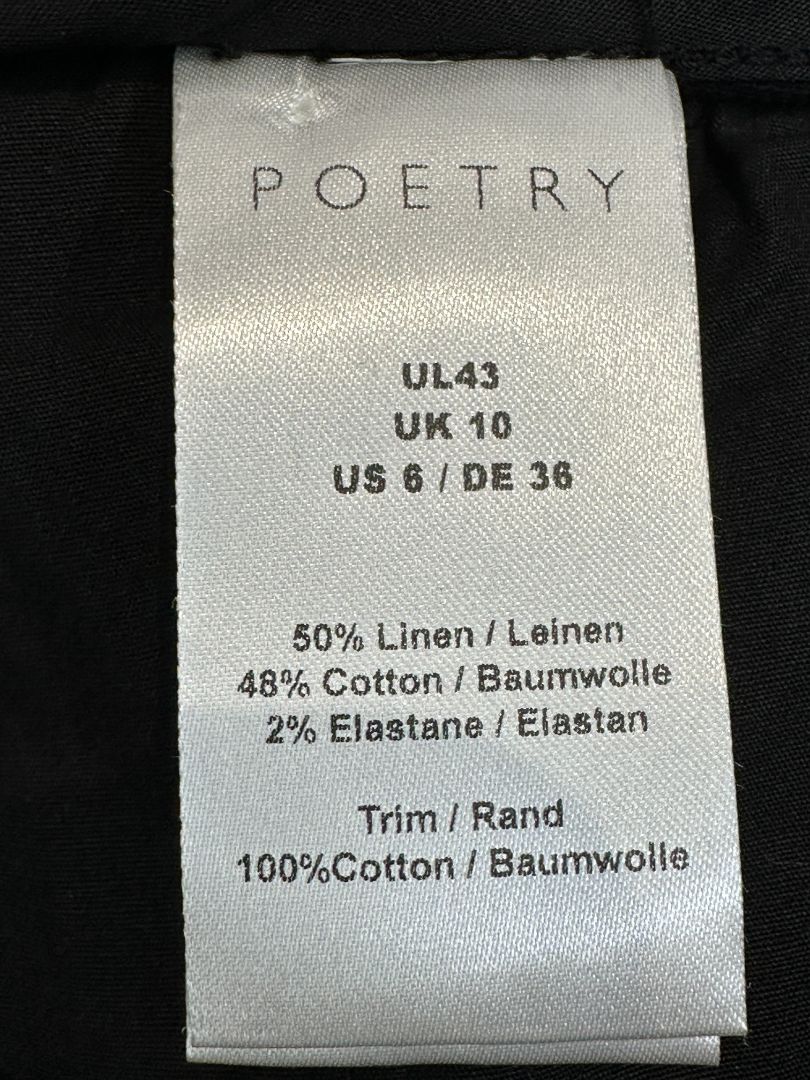 POETRY
UL43
UK 10
US 6 / DE 36
50% Linen / Leinen
48% Cotton / Baumwolle
2% Elastane / Elastan
Trim / Rand
100%Cotton / Baumwolle